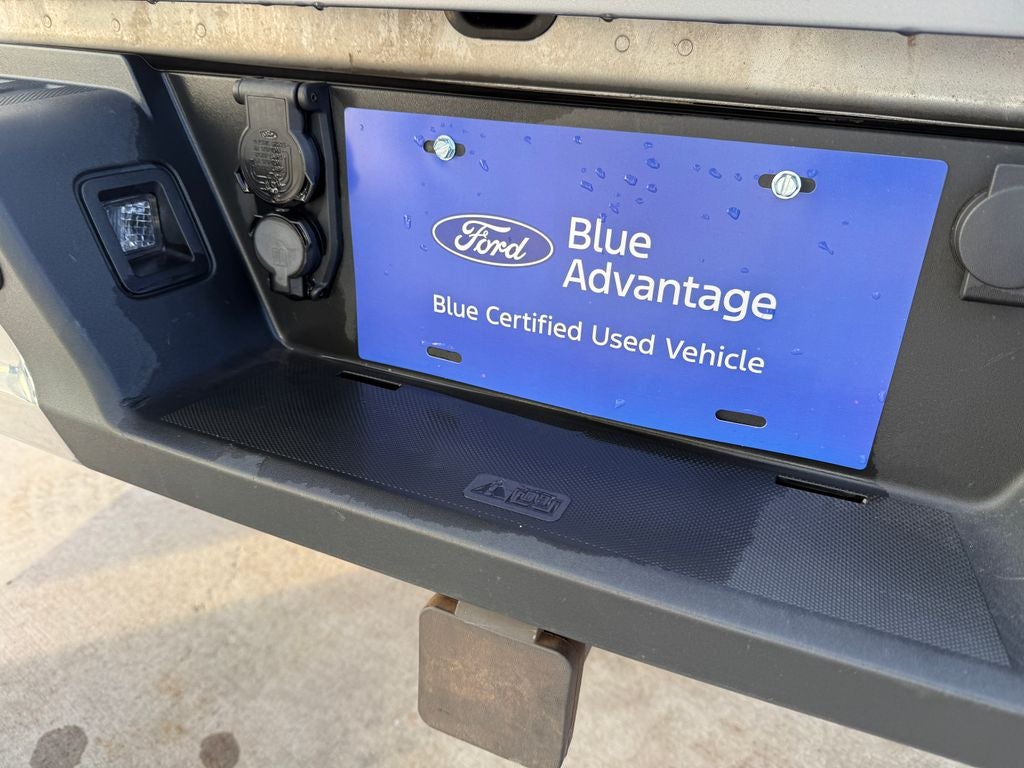 Ford
Blue
Advantage
Blue Certified Used Vehicle